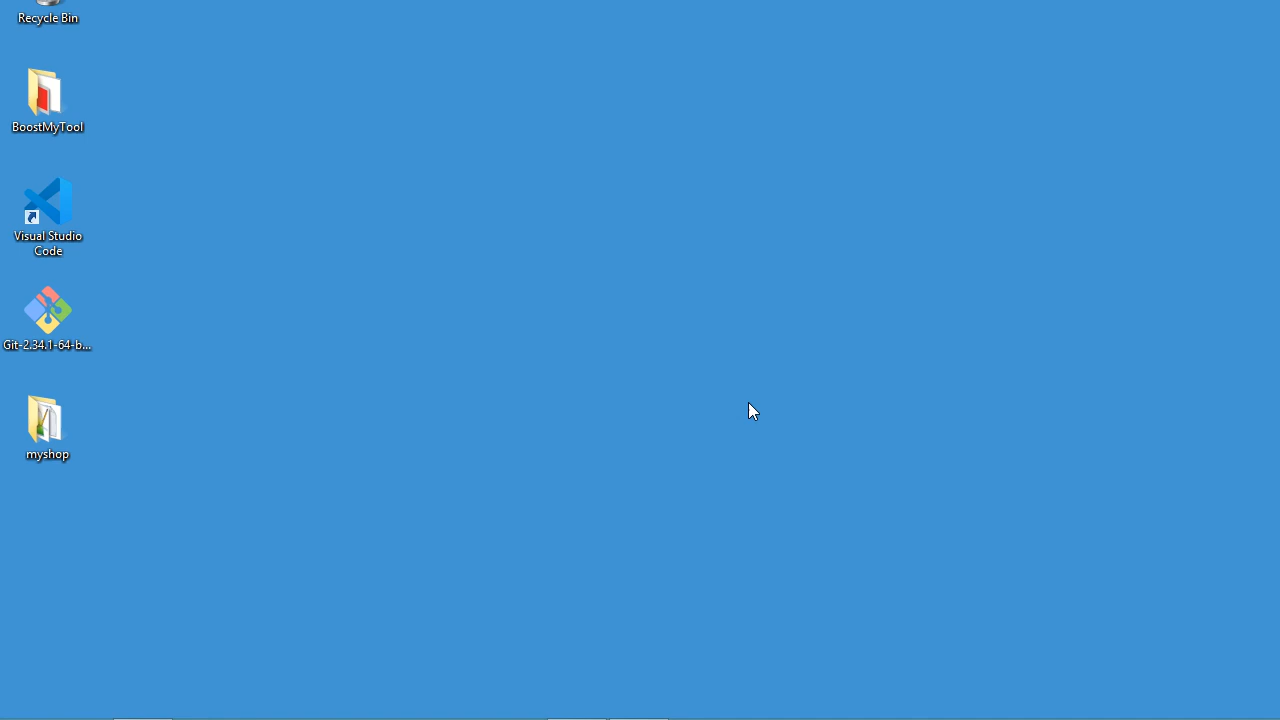 Recycle Bin
BoostMyTool
Visual Studio
Code
Git-2.34.1-64-b...
myshop